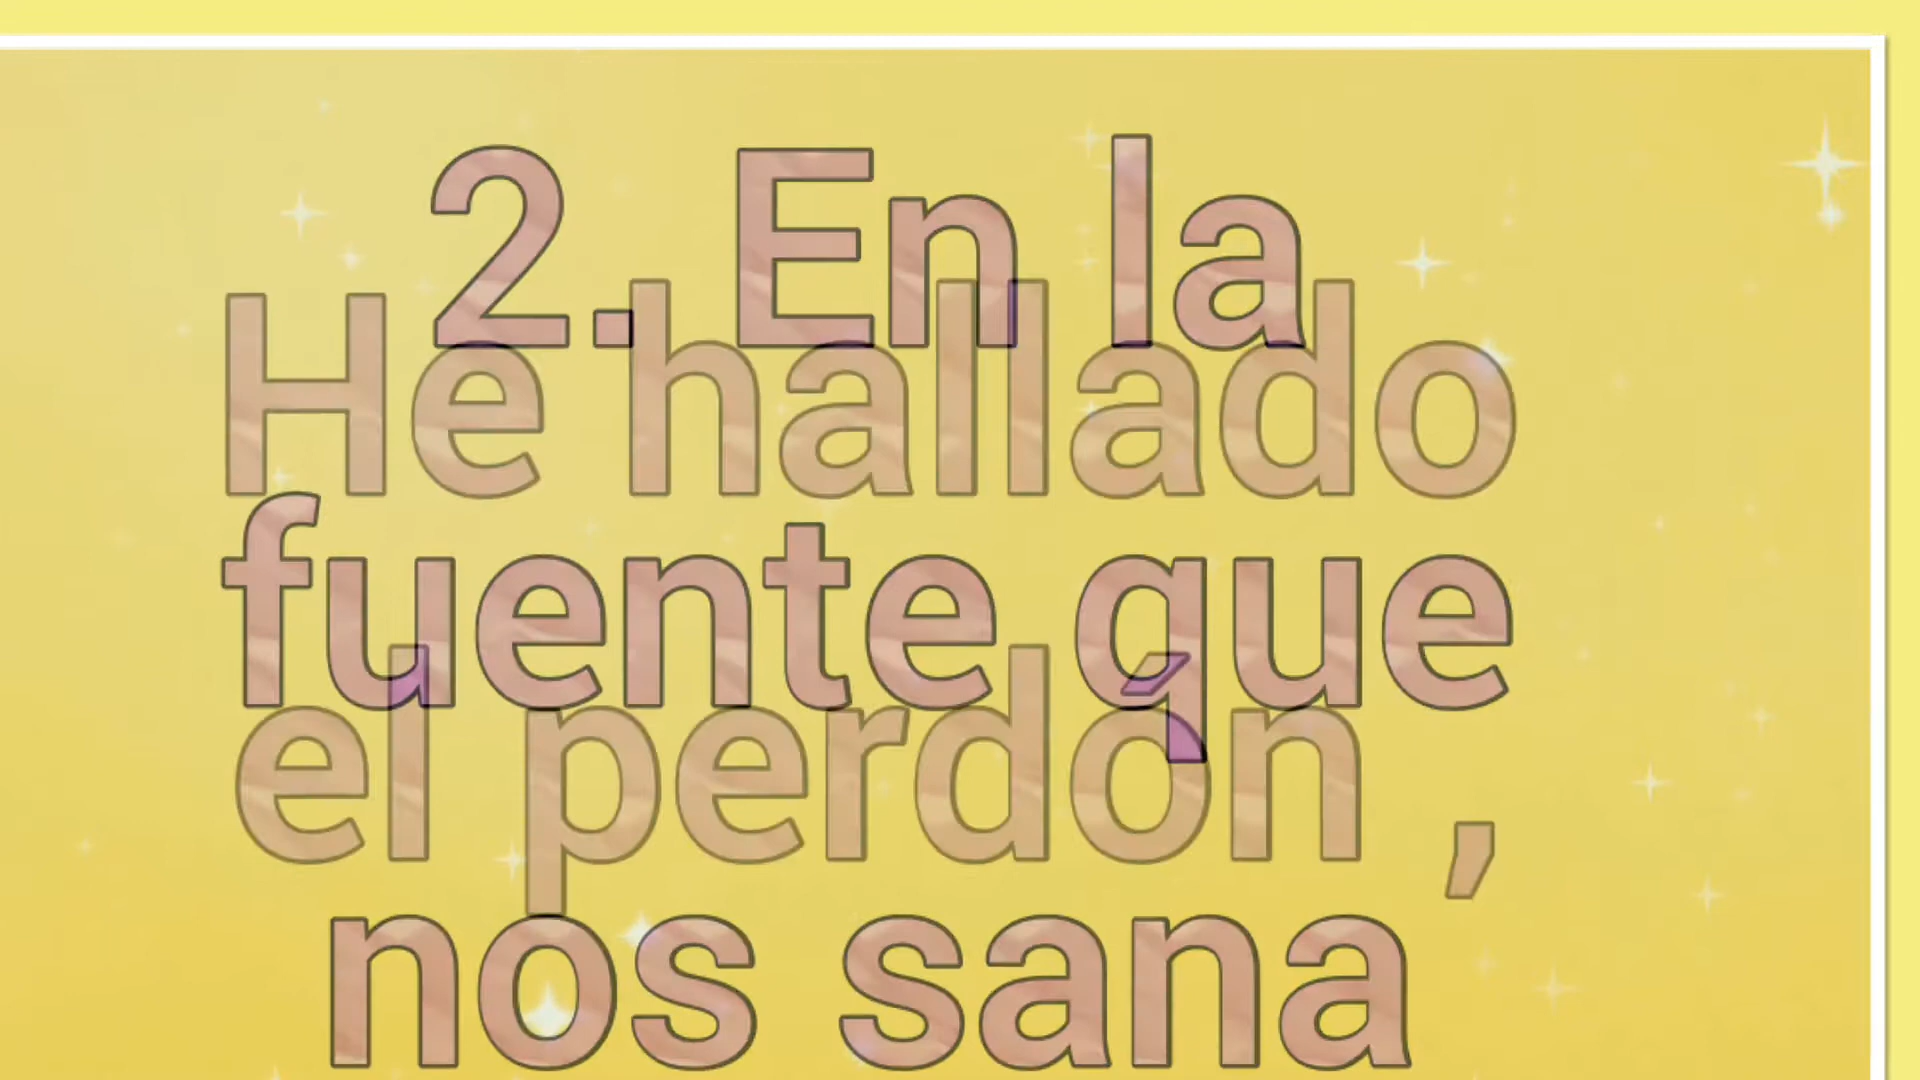 2. En la
fuente que
nos sana
He hallado
el perdón ,